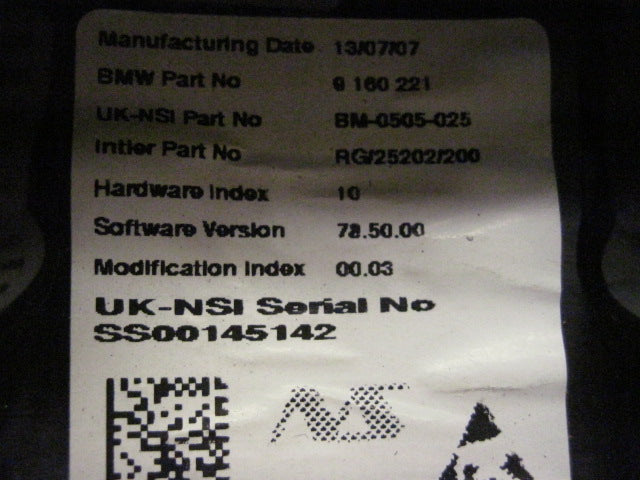 Manufacturing Date 13/07/07
BMW Part No 9 160 221
UK-NSI Part No BM-0505-025
Intier Part No RG/25202/200
Hardware Index 10
Software Version 7a.50.00
Modification Index 00.03
UK-NSI Serial No
SS00145142